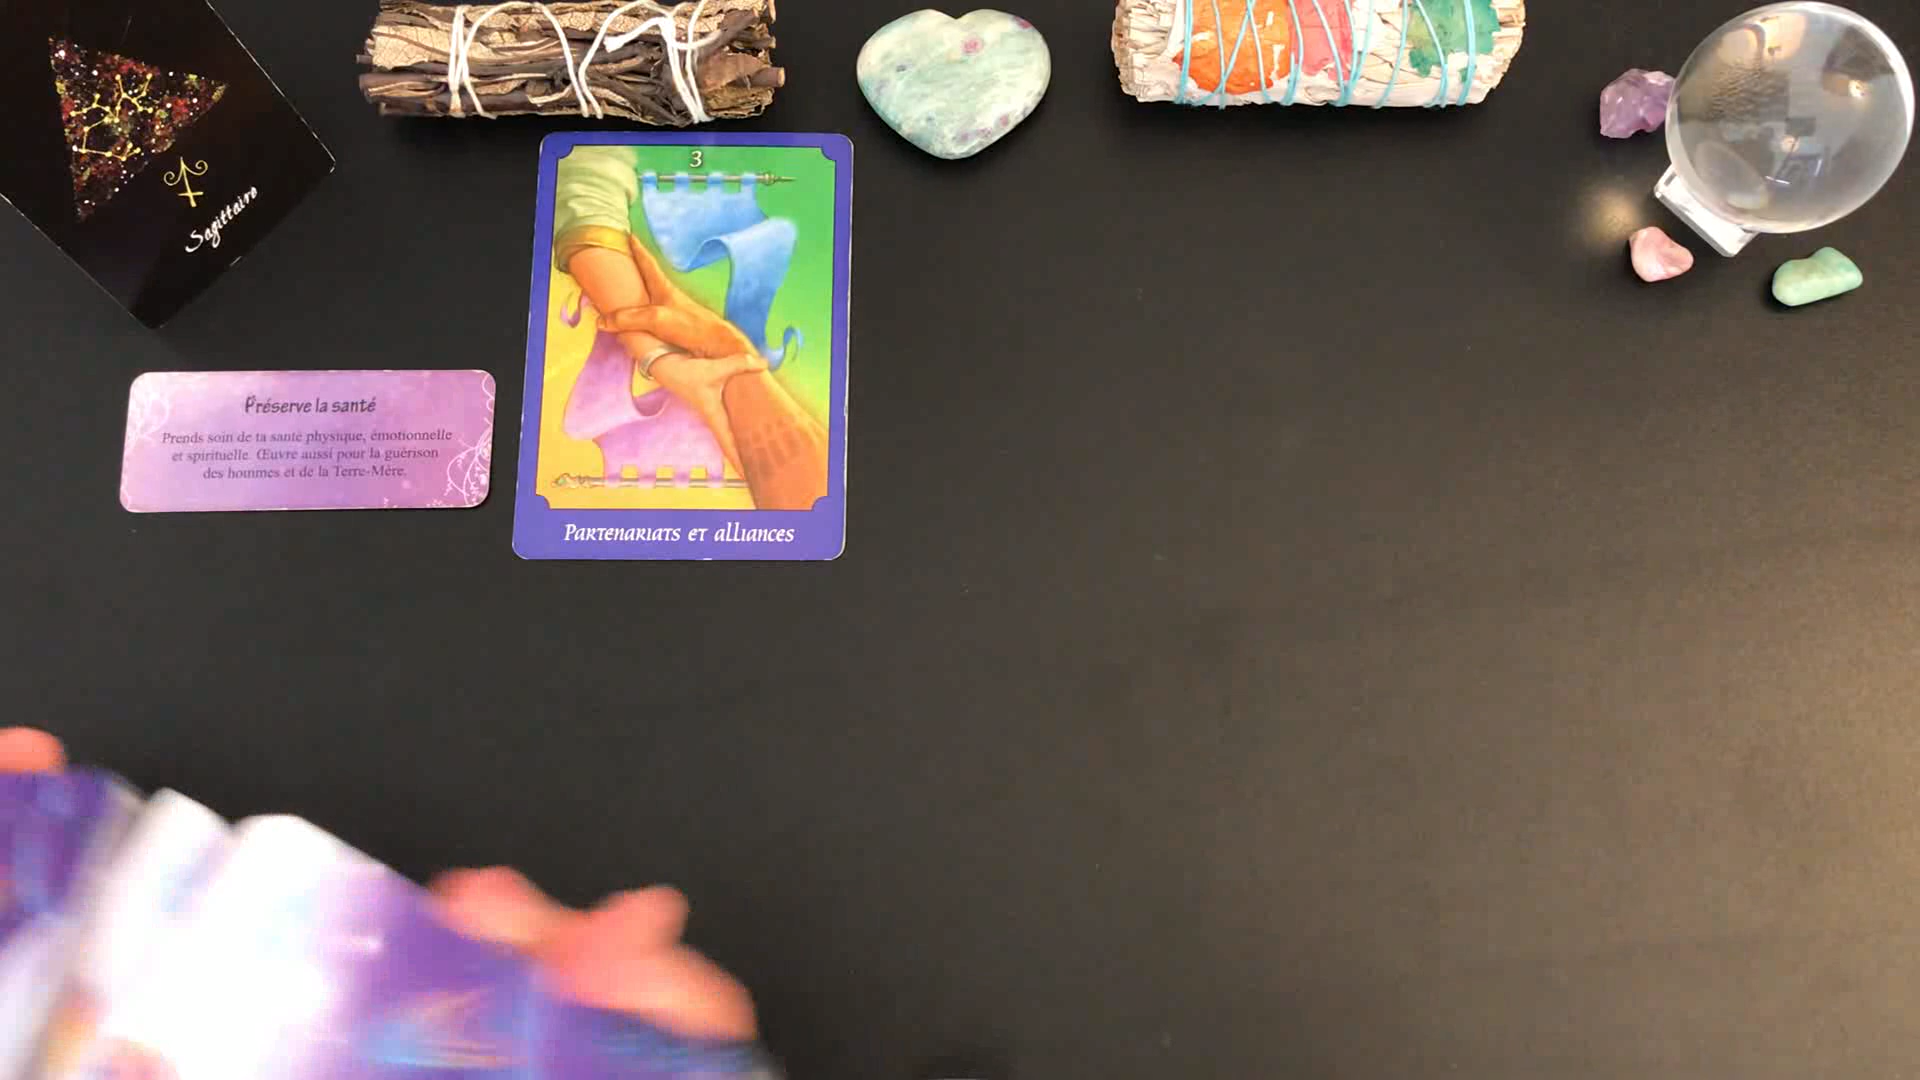 Sagittaire
3
Préserve la santé
Prends soin de ta santé physique, émotionnelle
et spirituelle. Œuvre aussi pour la guérison
des hommes et de la Terre-Mère.
Partenariats et alliances